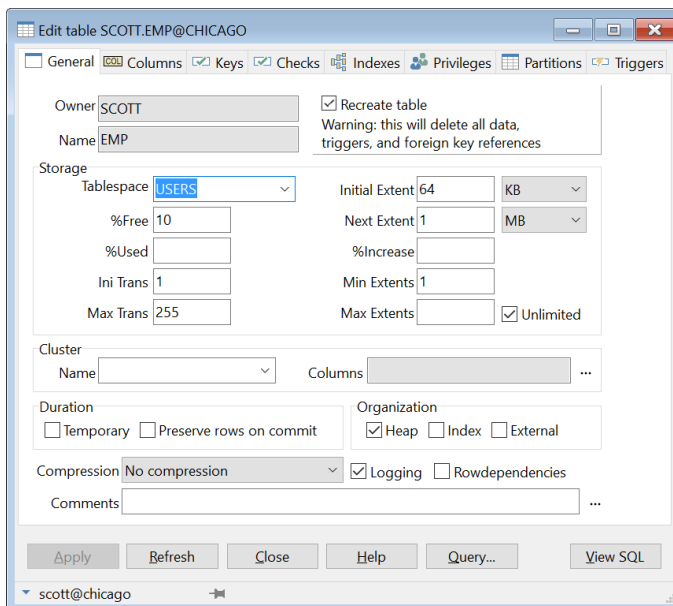 Edit table SCOTT.EMP@CHICAGO
General COL Columns Keys Checks Indexes Privileges Partitions Triggers
Owner SCOTT
Name EMP
Recreate table
Warning: this will delete all data,
triggers, and foreign key references
Storage
Tablespace USERS Initial Extent 64 KB
%Free 10 Next Extent 1 MB
%Used %Increase
Ini Trans 1 Min Extents 1
Max Trans 255 Max Extents Unlimited
Cluster
Name Columns ...
Duration Organization
Temporary Preserve rows on commit Heap Index External
Compression No compression Logging Rowdependencies
Comments ...
Apply Refresh Close Help Query... View SQL
scott@chicago